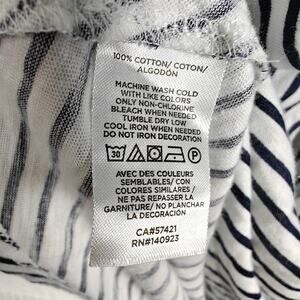 100% COTTON/ COTON/
ALGODÓN
MACHINE WASH COLD
WITH LIKE COLORS
ONLY NON-CHLORINE
BLEACH WHEN NEEDED
TUMBLE DRY LOW
COOL IRON WHEN NEEDED
DO NOT IRON DECORATION
30 P
AVEC DES COULEURS
SEMBLABLES/ CON
COLORES SIMILARES /
NE PAS REPASSER LA
GARNITURE/ NO PLANCHAR
LA DECORACIÓN
CA#57421
RN#140923